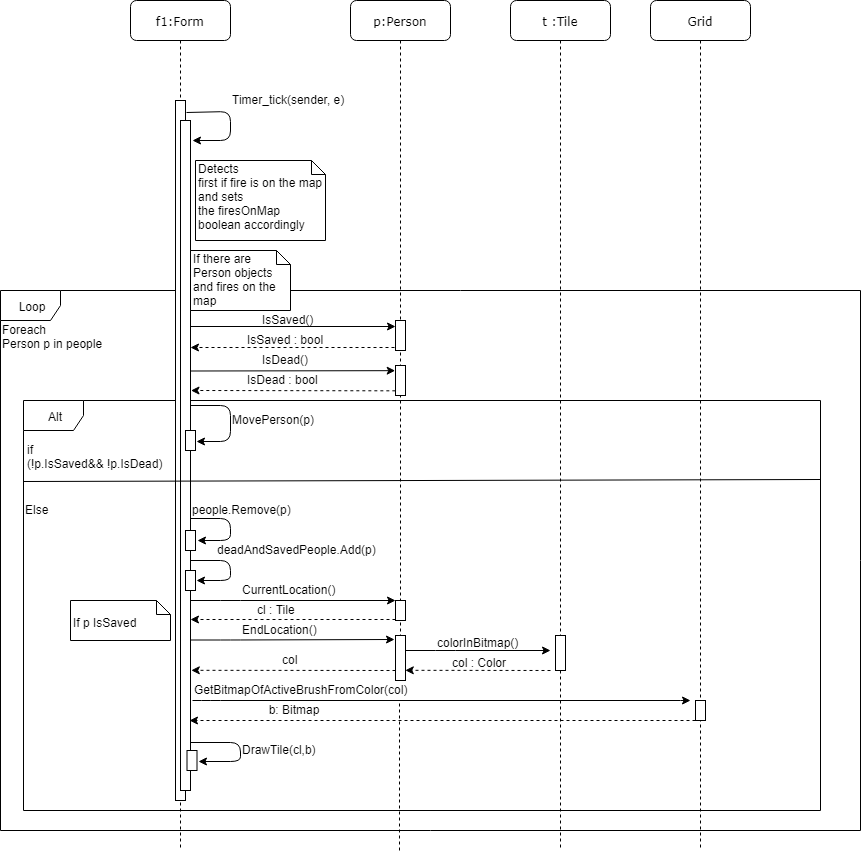 f1:Form
p:Person
t :Tile
Grid
Timer_tick(sender, e)
Detects
first if fire is on the map
and sets
the firesOnMap
boolean accordingly
If there are
Person objects
and fires on the
map
Loop
Foreach
Person p in people
IsSaved()
IsSaved : bool
IsDead()
IsDead : bool
Alt
MovePerson(p)
if
(!p.IsSaved&& !p.IsDead)
Else
people.Remove(p)
deadAndSavedPeople.Add(p)
CurrentLocation()
cl : Tile
If p IsSaved
EndLocation()
colorInBitmap()
col
col : Color
GetBitmapOfActiveBrushFromColor(col)
b: Bitmap
DrawTile(cl,b)